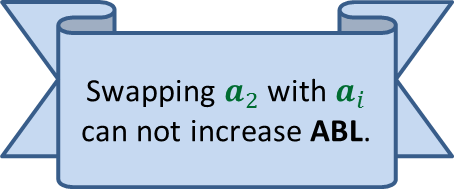 Swapping a₂ with aᵢ
can not increase ABL.